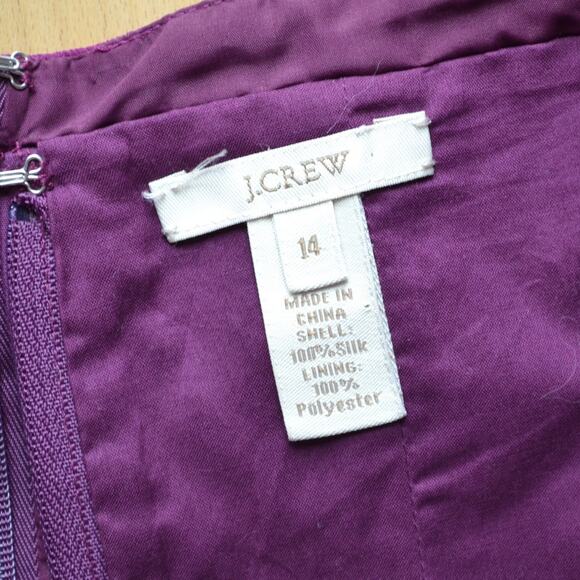 J.CREW
14
MADE IN
CHINA
SHELL:
100%Silk
LINING:
100%
Polyester